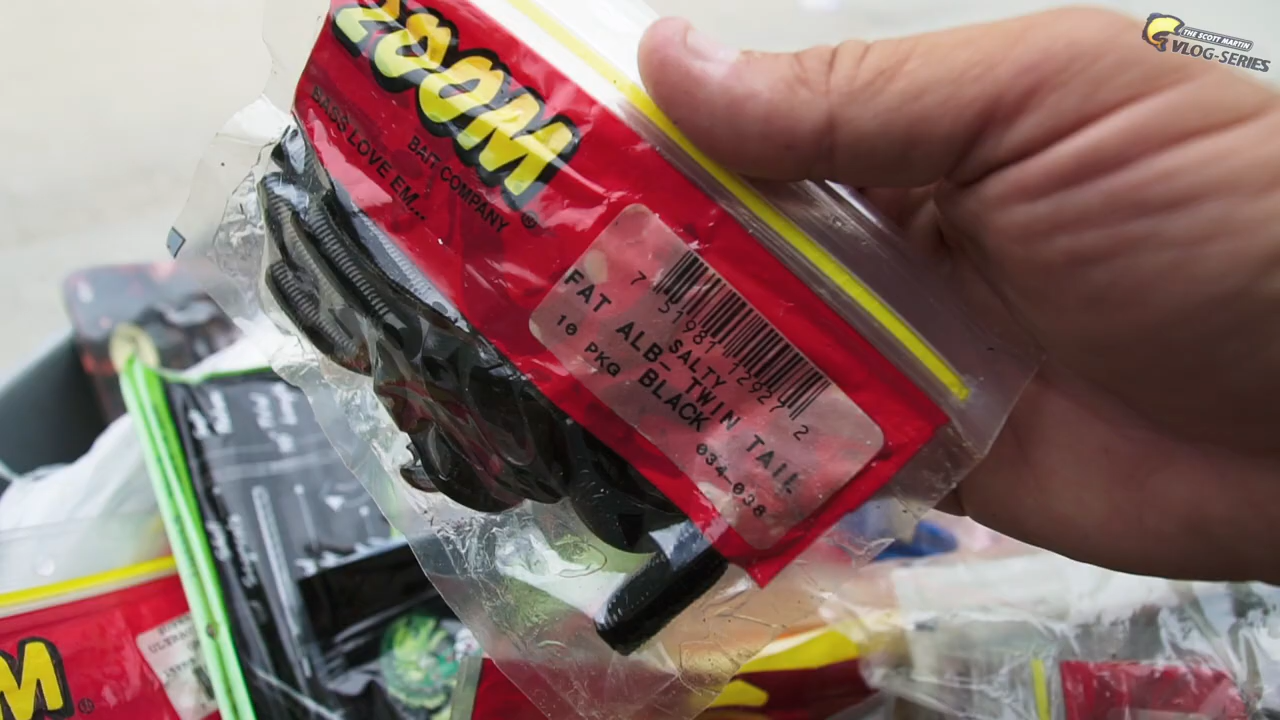 THE SCOTT MARTIN
VLOG-SERIES
ZOOM
BAIT COMPANY®
BASS LOVE EM...
7 51981 12927 2
FAT ALB- TWIN TAIL
SALTY
10 PKG BLACK
034-038
M®